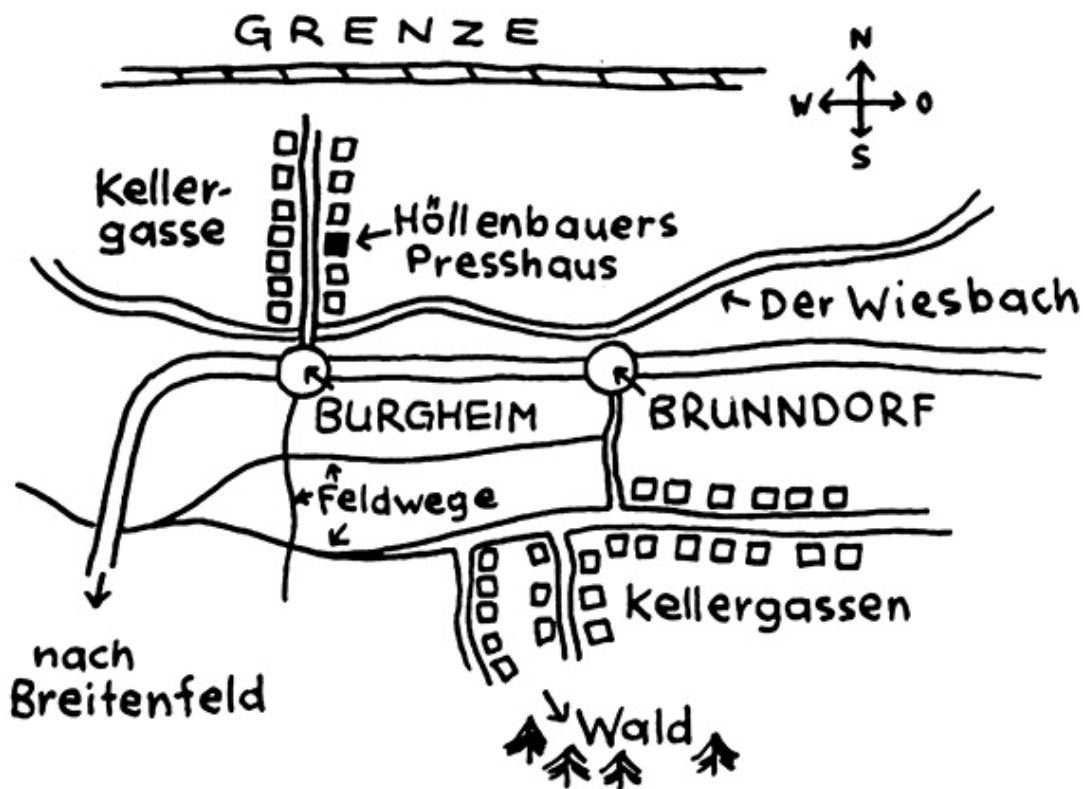 GRENZE
N
W O
S
Keller-
gasse
Höllenbauers
Presshaus
Der Wiesbach
BURGHEIM
BRUNNDORF
Feldwege
Kellergassen
nach
Breitenfeld
Wald